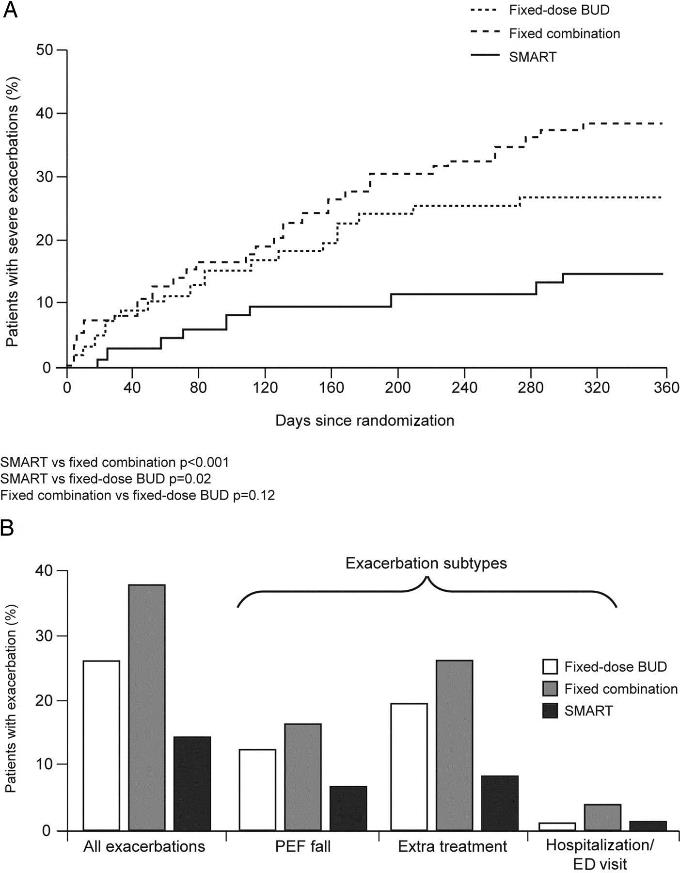 A
Fixed-dose BUD
Fixed combination
SMART
Patients with severe exacerbations (%)
50
40
30
20
10
0
0 40 80 120 160 200 240 280 320 360
Days since randomization
SMART vs fixed combination p<0.001
SMART vs fixed-dose BUD p=0.02
Fixed combination vs fixed-dose BUD p=0.12
B
Exacerbation subtypes
Patients with exacerbation (%)
40
30
20
10
0
Fixed-dose BUD
Fixed combination
SMART
All exacerbations
PEF fall
Extra treatment
Hospitalization/
ED visit